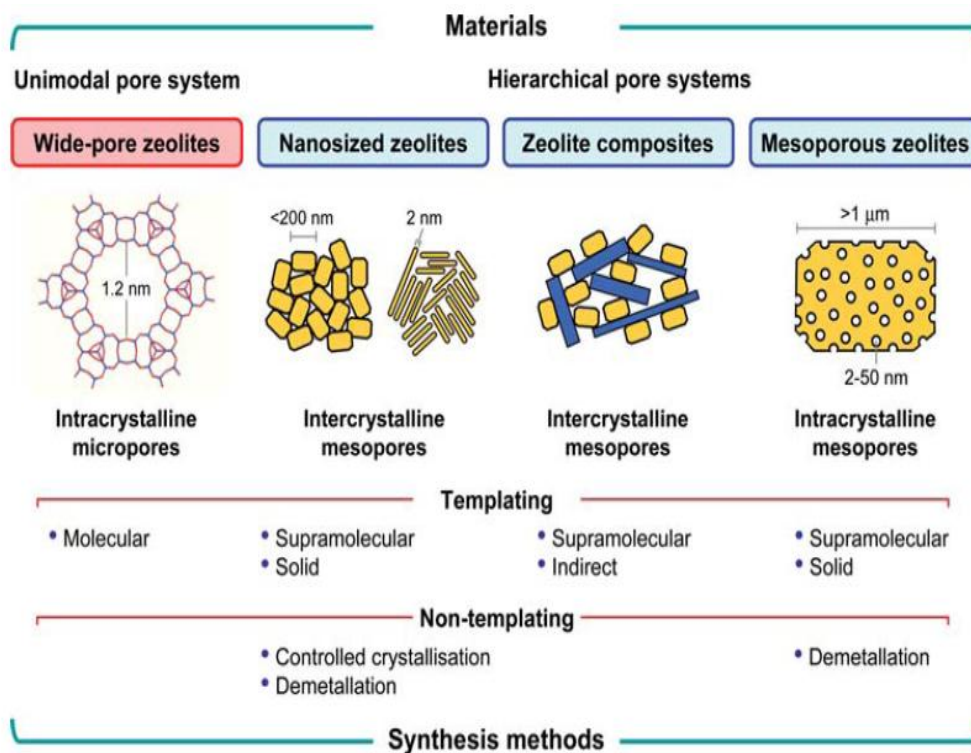 Materials
Unimodal pore system
Hierarchical pore systems
Wide-pore zeolites
Nanosized zeolites
Zeolite composites
Mesoporous zeolites
1.2 nm
<200 nm
2 nm
>1 μm
2-50 nm
Intracrystalline
micropores
Intercrystalline
mesopores
Intercrystalline
mesopores
Intracrystalline
mesopores
Templating
• Molecular
• Supramolecular
• Solid
• Supramolecular
• Indirect
• Supramolecular
• Solid
Non-templating
• Controlled crystallisation
• Demetallation
• Demetallation
Synthesis methods